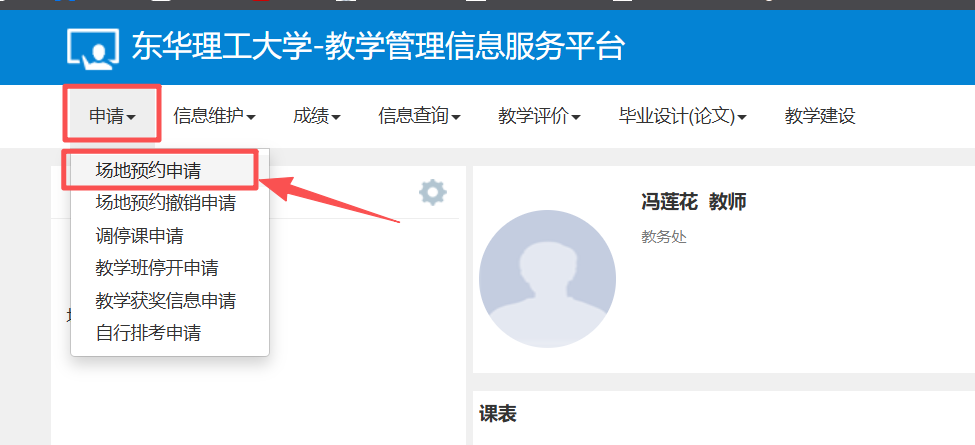 东华理工大学-教学管理信息服务平台
申请 信息维护 成绩 信息查询 教学评价 毕业设计(论文) 教学建设
场地预约申请
场地预约撤销申请
调停课申请
教学班停开申请
教学获奖信息申请
自行排考申请
冯莲花 教师
教务处
课表